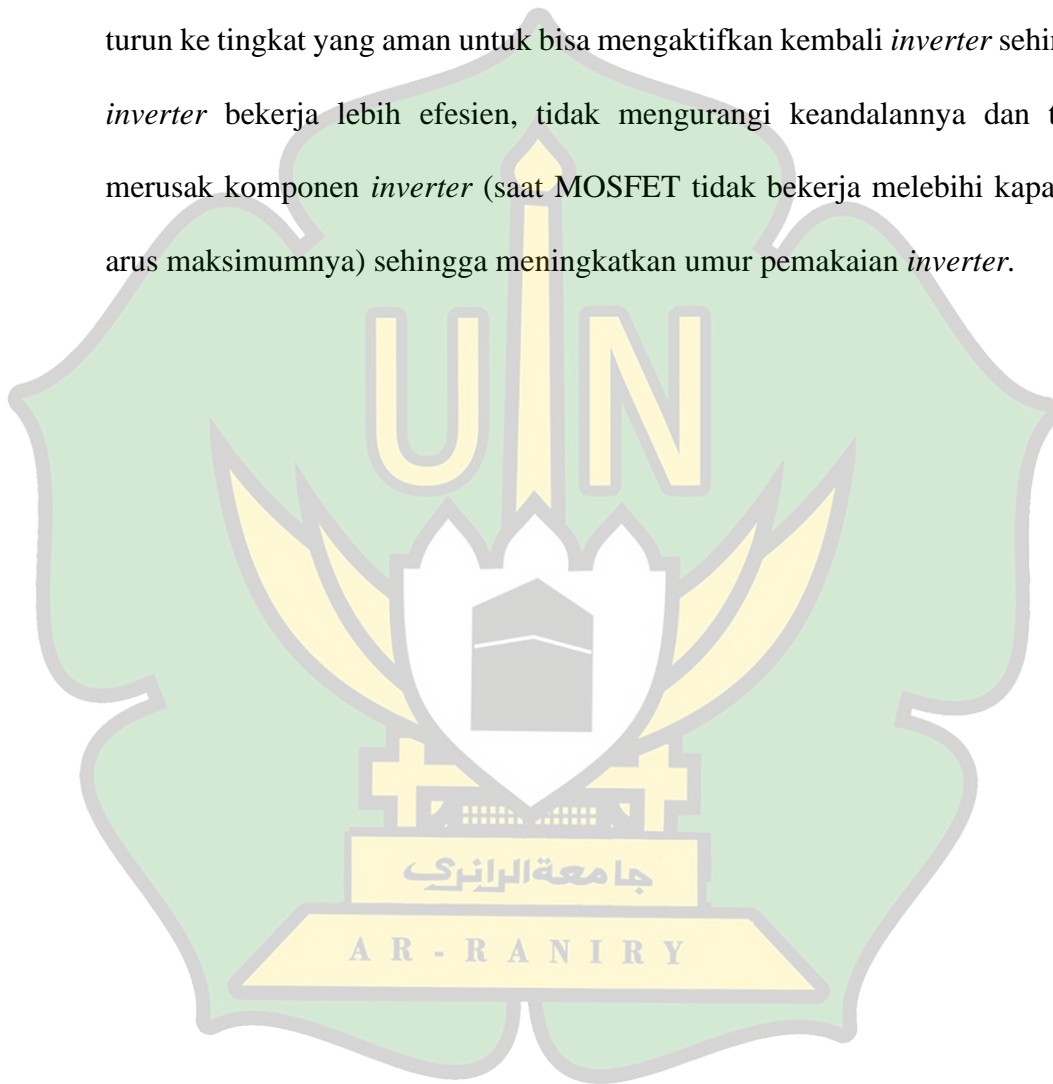 turun ke tingkat yang aman untuk bisa mengaktifkan kembali inverter sehin
inverter bekerja lebih efesien, tidak mengurangi keandalannya dan t
merusak komponen inverter (saat MOSFET tidak bekerja melebihi kapa
arus maksimumnya) sehingga meningkatkan umur pemakaian inverter.
UIN
جامعة الرانري
AR-RANIRY